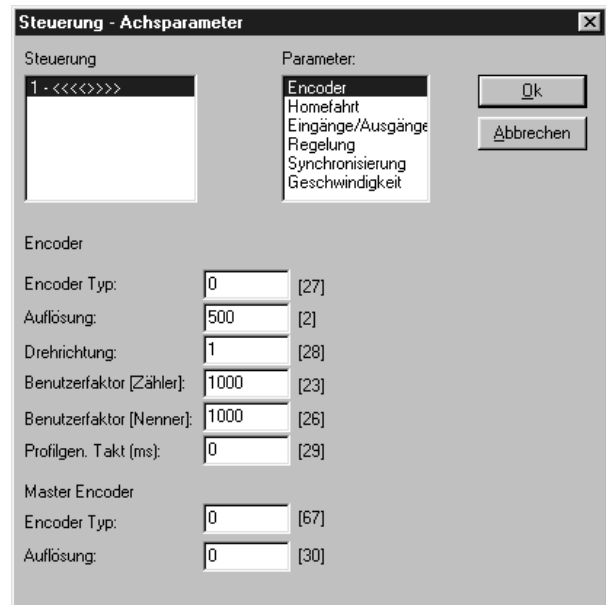 Steuerung - Achsparameter
Steuerung
1 - <<<<>>>>
Parameter:
Encoder
Homefahrt
Eingänge/Ausgänge
Regelung
Synchronisierung
Geschwindigkeit
Ok
Abbrechen
Encoder
Encoder Typ: 0 [27]
Auflösung: 500 [2]
Drehrichtung: 1 [28]
Benutzerfaktor [Zähler]: 1000 [23]
Benutzerfaktor [Nenner]: 1000 [26]
Profilgen. Takt (ms): 0 [29]
Master Encoder
Encoder Typ: 0 [67]
Auflösung: 0 [30]